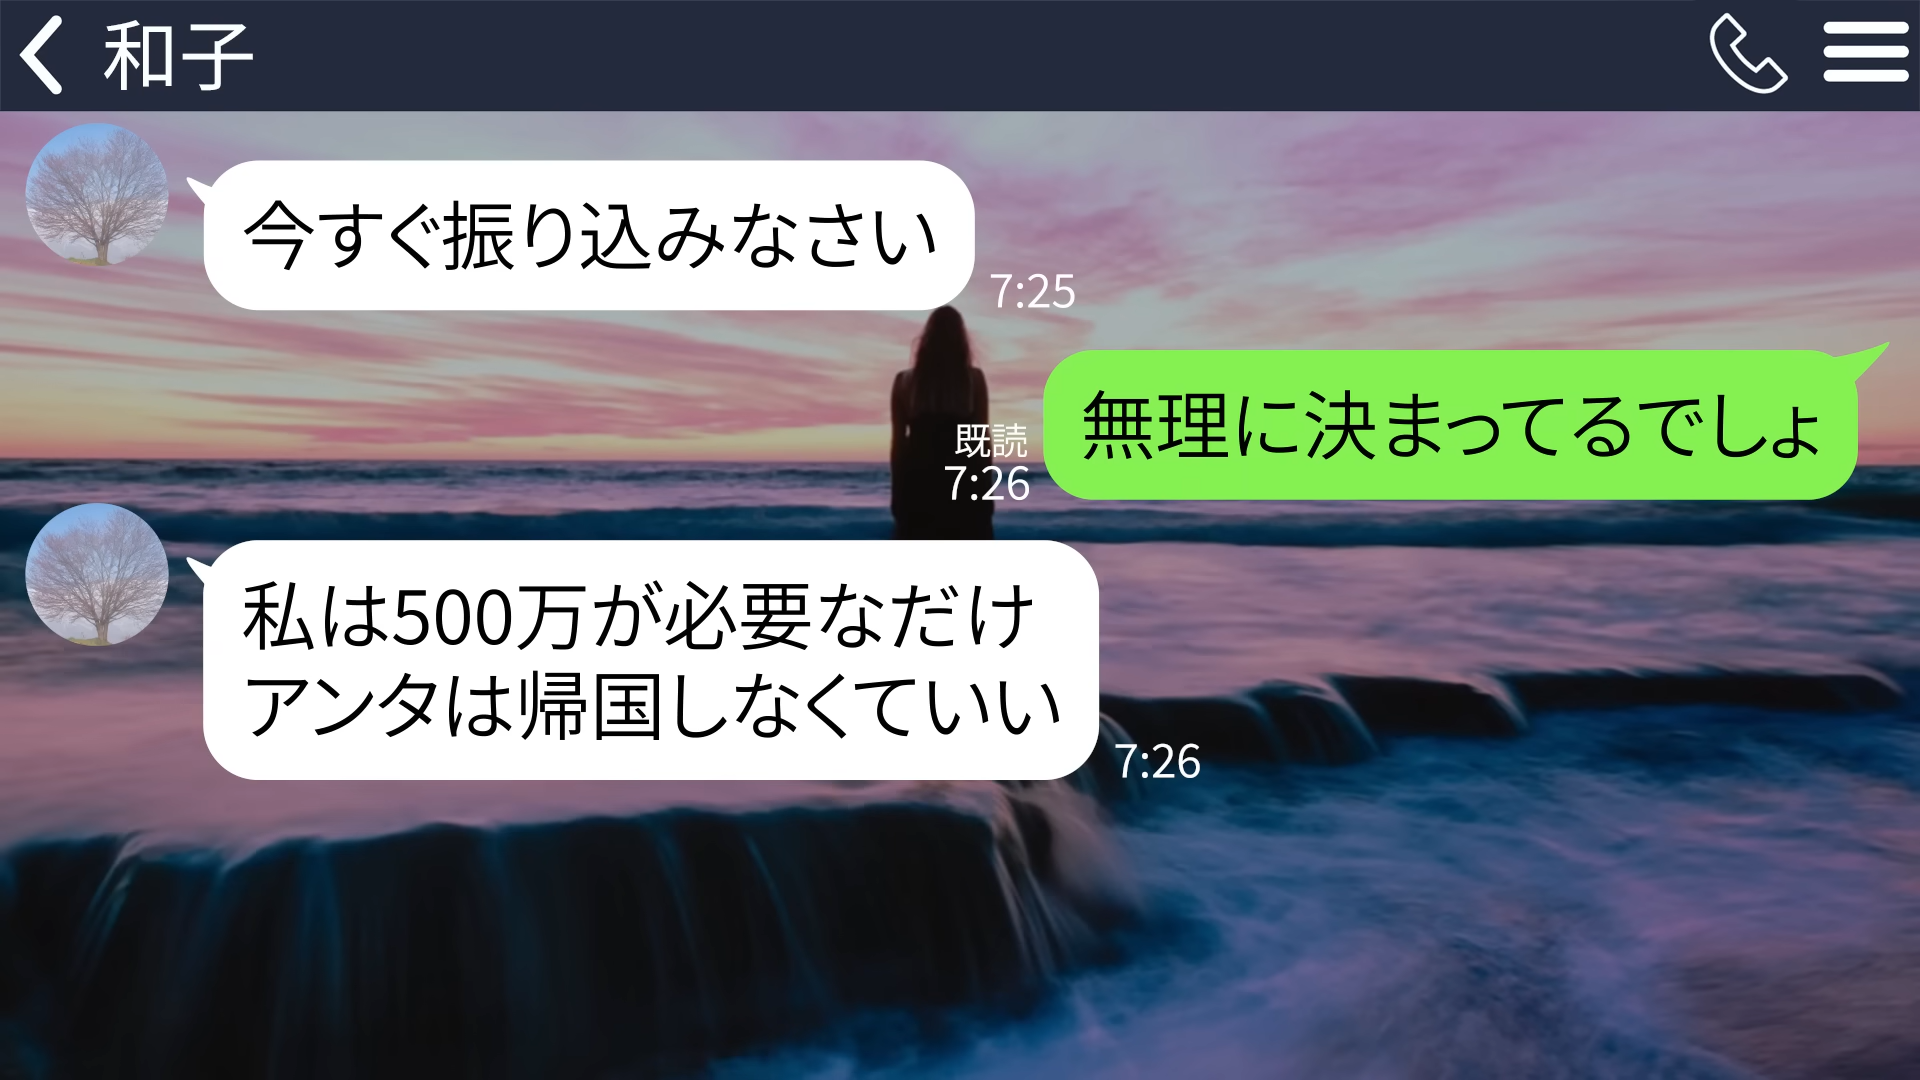 和子
今すぐ振り込みなさい
7:25
無理に決まってるでしょ
既読
7:26
私は500万が必要なだけ
アンタは帰国しなくていい
7:26